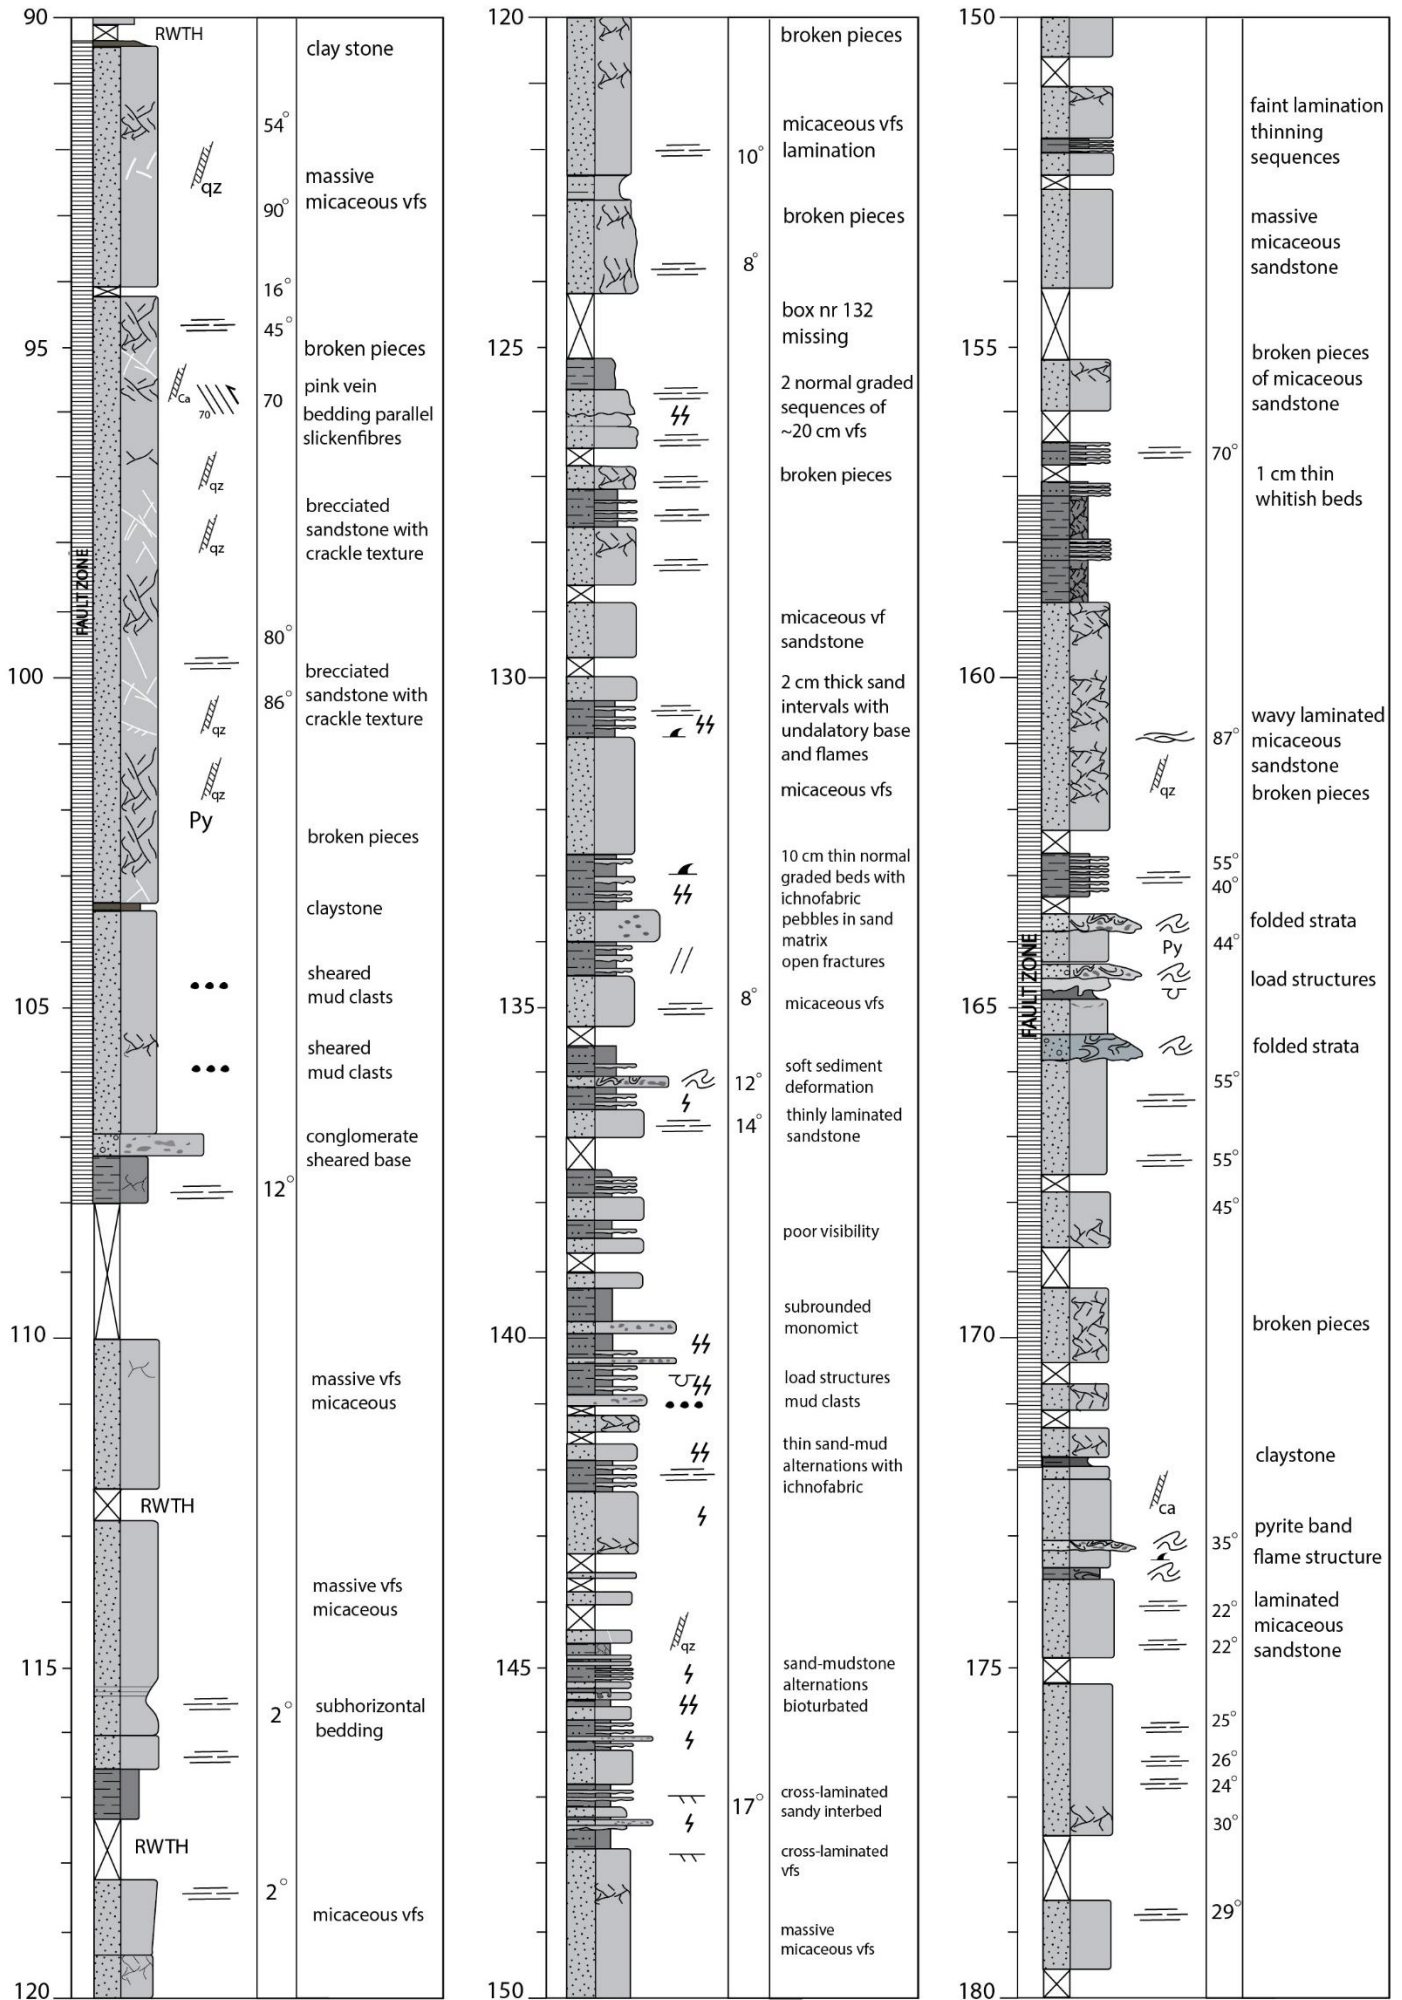 90
RWTH
clay stone
54°
qz
massive
micaceous vfs
90°
16°
45°
95
broken pieces
Ca
70
70
pink vein
bedding parallel
slickenfibres
qz
brecciated
sandstone with
crackle texture
qz
FAULT ZONE
80°
100
brecciated
sandstone with
crackle texture
86°
qz
qz
Py
broken pieces
claystone
sheared
mud clasts
105
sheared
mud clasts
conglomerate
sheared base
12°
110
massive vfs
micaceous
RWTH
massive vfs
micaceous
115
2°
subhorizontal
bedding
RWTH
2°
micaceous vfs
120
120
broken pieces
micaceous vfs
lamination
10°
broken pieces
8°
box nr 132
missing
125
2 normal graded
sequences of
~20 cm vfs
broken pieces
micaceous vf
sandstone
130
2 cm thick sand
intervals with
undalatory base
and flames
micaceous vfs
10 cm thin normal
graded beds with
ichnofabric
pebbles in sand
matrix
open fractures
8°
135
micaceous vfs
soft sediment
deformation
12°
14°
thinly laminated
sandstone
poor visibility
subrounded
monomict
140
load structures
mud clasts
thin sand-mud
alternations with
ichnofabric
qz
145
sand-mudstone
alternations
bioturbated
cross-laminated
sandy interbed
17°
cross-laminated
vfs
massive
micaceous vfs
150
150
faint lamination
thinning
sequences
massive
micaceous
sandstone
155
broken pieces
of micaceous
sandstone
70°
1 cm thin
whitish beds
160
wavy laminated
micaceous
sandstone
broken pieces
87°
qz
55°
40°
folded strata
Py
44°
FAULT ZONE
load structures
165
folded strata
55°
55°
45°
170
broken pieces
claystone
ca
pyrite band
35°
flame structure
22°
laminated
micaceous
sandstone
22°
175
25°
26°
24°
30°
29°
180